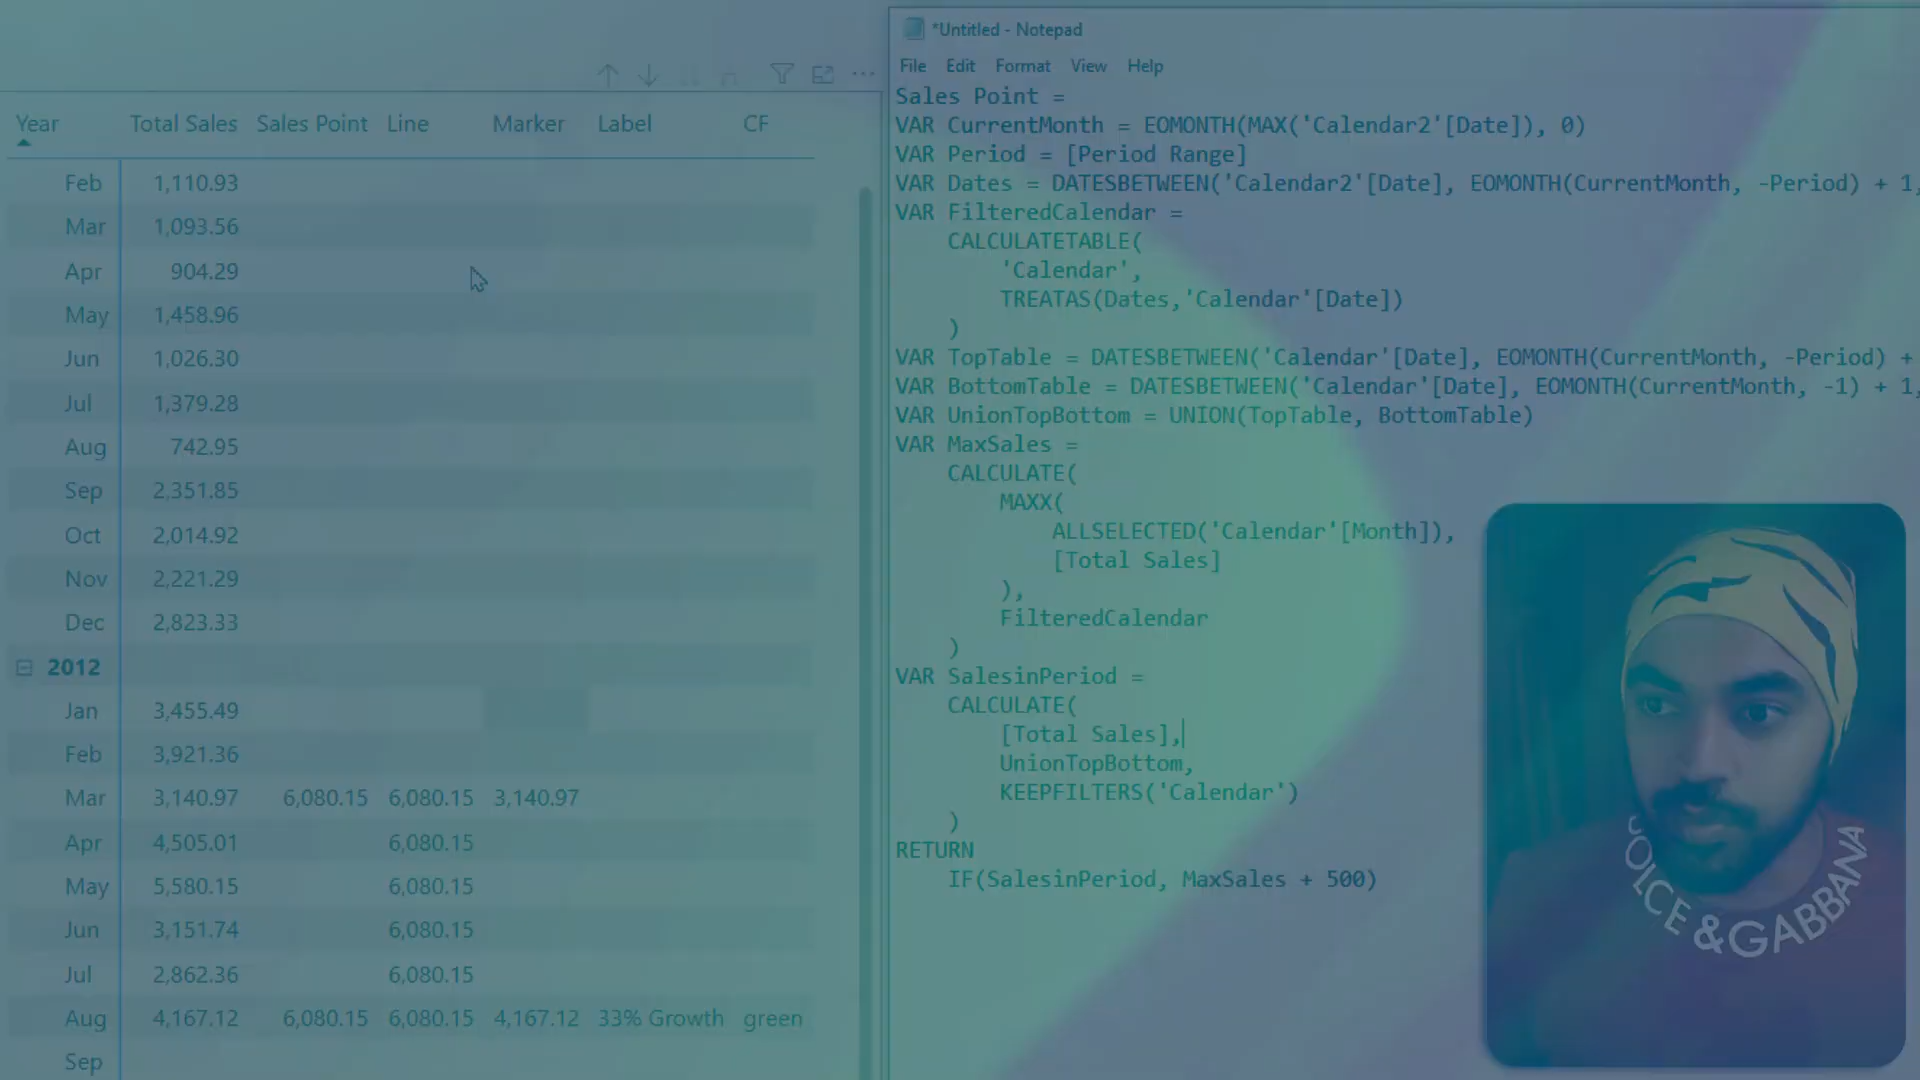 Year Total Sales Sales Point Line Marker Label CF
Feb 1,110.93
Mar 1,093.56
Apr 904.29
May 1,458.96
Jun 1,026.30
Jul 1,379.28
Aug 742.95
Sep 2,351.85
Oct 2,014.92
Nov 2,221.29
Dec 2,823.33
2012
Jan 3,455.49
Feb 3,921.36
Mar 3,140.97 6,080.15 6,080.15 3,140.97
Apr 4,505.01 6,080.15
May 5,580.15 6,080.15
Jun 3,151.74 6,080.15
Jul 2,862.36 6,080.15
Aug 4,167.12 6,080.15 6,080.15 4,167.12 33% Growth green
Sep
*Untitled - Notepad
File Edit Format View Help
Sales Point =
VAR CurrentMonth = EOMONTH(MAX('Calendar2'[Date]), 0)
VAR Period = [Period Range]
VAR Dates = DATESBETWEEN('Calendar2'[Date], EOMONTH(CurrentMonth, -Period) + 1,
VAR FilteredCalendar =
CALCULATETABLE(
'Calendar',
TREATAS(Dates,'Calendar'[Date])
)
VAR TopTable = DATESBETWEEN('Calendar'[Date], EOMONTH(CurrentMonth, -Period) +
VAR BottomTable = DATESBETWEEN('Calendar'[Date], EOMONTH(CurrentMonth, -1) + 1,
VAR UnionTopBottom = UNION(TopTable, BottomTable)
VAR MaxSales =
CALCULATE(
MAXX(
ALLSELECTED('Calendar'[Month]),
[Total Sales]
),
FilteredCalendar
)
VAR SalesinPeriod =
CALCULATE(
[Total Sales],
UnionTopBottom,
KEEPFILTERS('Calendar')
)
RETURN
IF(SalesinPeriod, MaxSales + 500)
DOLCE & GABBANA